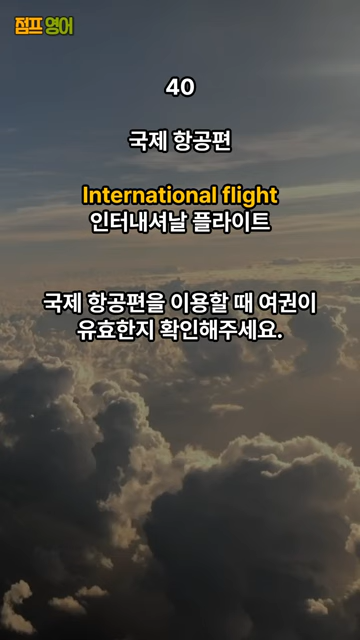 점프 영어
40
국제 항공편
International flight
인터내셔날 플라이트
국제 항공편을 이용할 때 여권이
유효한지 확인해주세요.